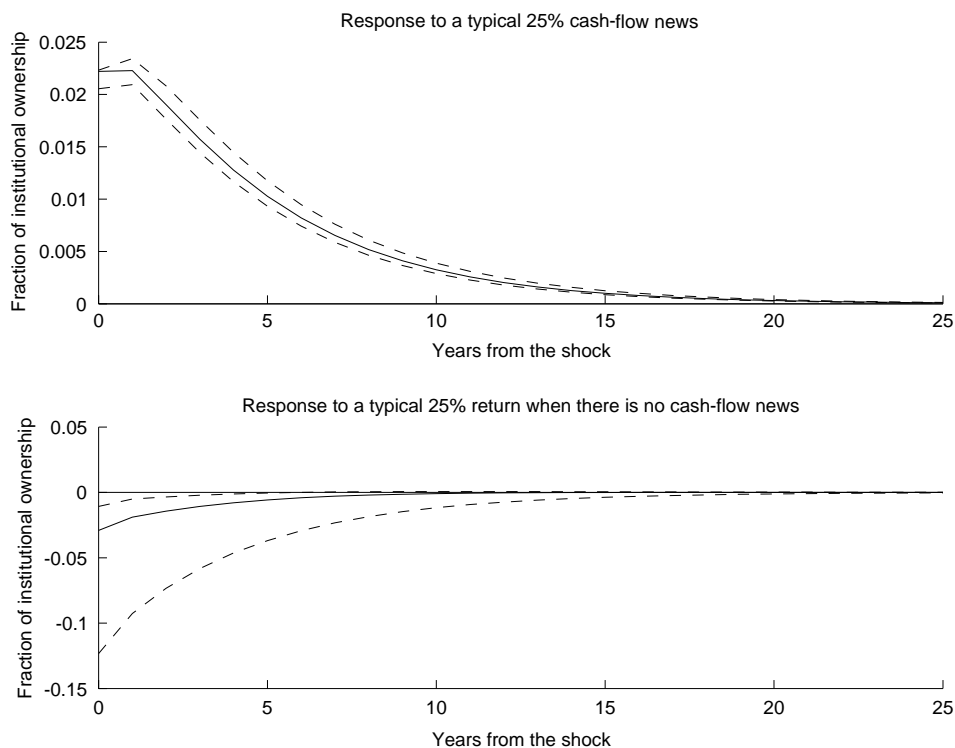 Response to a typical 25% cash-flow news
Fraction of institutional ownership
0.025
0.02
0.015
0.01
0.005
0
0 5 10 15 20 25
Years from the shock
Response to a typical 25% return when there is no cash-flow news
Fraction of institutional ownership
0.05
0
-0.05
-0.1
-0.15
0 5 10 15 20 25
Years from the shock